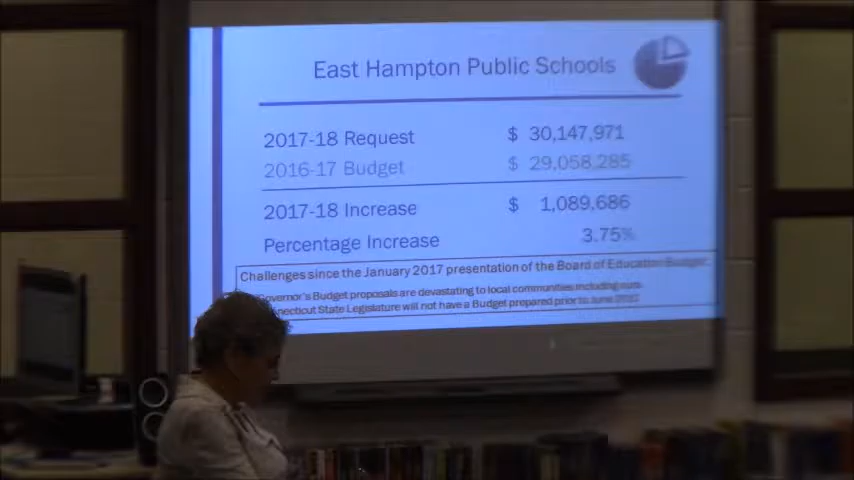 East Hampton Public Schools
2017-18 Request $ 30,147,971
2016-17 Budget $ 29,058,285
2017-18 Increase $ 1,089,686
Percentage Increase 3.75%
Challenges since the January 2017 presentation of the Board of Education Budget.
Governor's Budget proposals are devastating to local communities including ours
Connecticut State Legislature will not have a Budget prepared prior to June 2017